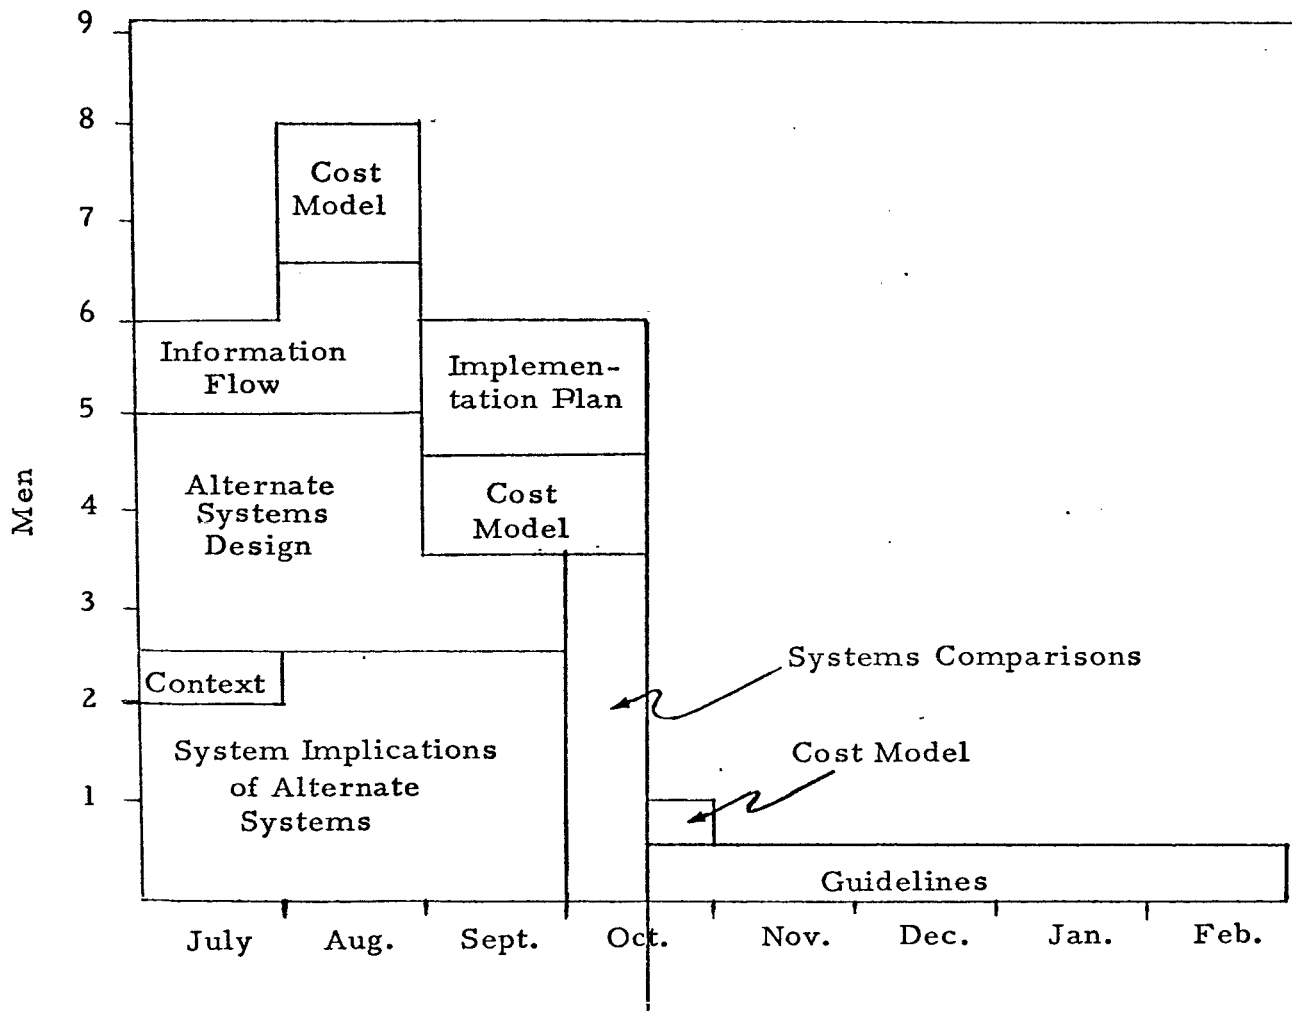 9
8
7
6
5
4
3
2
1
Men
Cost
Model
Information
Flow
Implemen-
tation Plan
Alternate
Systems
Design
Cost
Model
Context
System Implications
of Alternate
Systems
Systems Comparisons
Cost Model
Guidelines
July Aug. Sept. Oct. Nov. Dec. Jan. Feb.